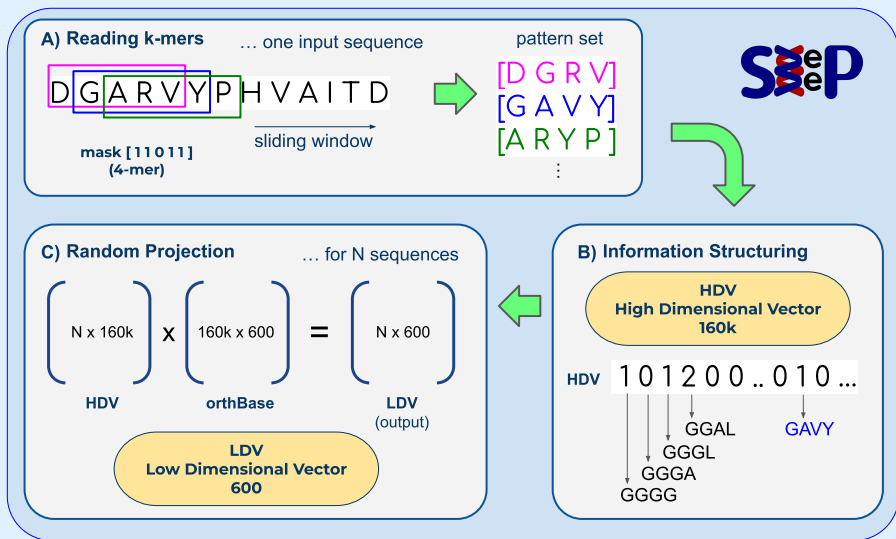 A) Reading k-mers
... one input sequence
D G A R V Y P H V A I T D
mask [ 1 1 0 1 1 ]
(4-mer)
sliding window
pattern set
[D G R V]
[G A V Y]
[A R Y P]
⋮
SWeeP
B) Information Structuring
HDV
High Dimensional Vector
160k
HDV
1 0 1 2 0 0 .. 0 1 0 ...
GGAL
GAVY
GGGL
GGGA
GGGG
C) Random Projection
... for N sequences
N x 160k
x
160k x 600
=
N x 600
HDV
orthBase
LDV
(output)
LDV
Low Dimensional Vector
600